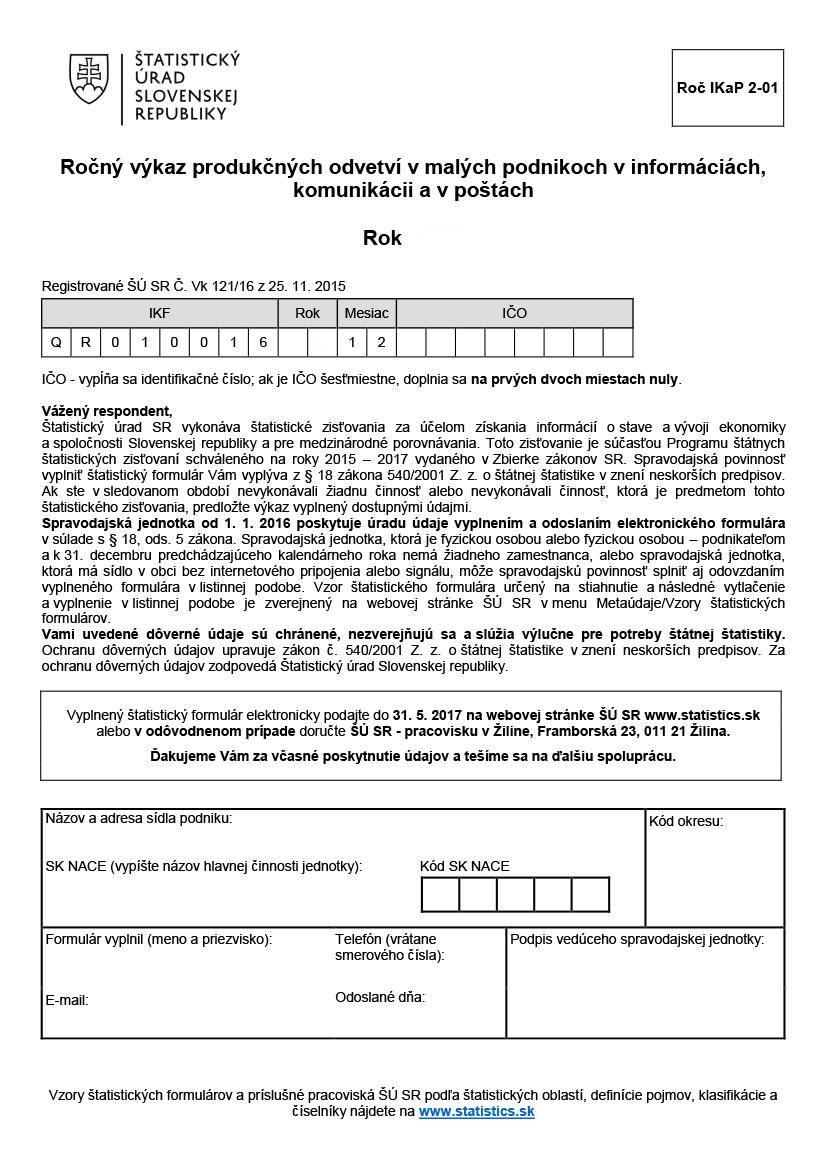 ŠTATISTICKÝ
ÚRAD
SLOVENSKEJ
REPUBLIKY
Roč IKaP 2-01
Ročný výkaz produkčných odvetví v malých podnikoch v informáciách,
komunikácii a v poštách
Rok
Registrované ŠÚ SR Č. Vk 121/16 z 25. 11. 2015
IKF Rok Mesiac IČO
Q R 0 1 0 0 1 6 1 2
IČO - vypĺňa sa identifikačné číslo; ak je IČO šesťmiestne, doplnia sa na prvých dvoch miestach nuly.
Vážený respondent,
Štatistický úrad SR vykonáva štatistické zisťovania za účelom získania informácií o stave a vývoji ekonomiky
a spoločnosti Slovenskej republiky a pre medzinárodné porovnávania. Toto zisťovanie je súčasťou Programu štátnych
štatistických zisťovaní schváleného na roky 2015 – 2017 vydaného v Zbierke zákonov SR. Spravodajská povinnosť
vyplniť štatistický formulár Vám vyplýva z § 18 zákona 540/2001 Z. z. o štátnej štatistike v znení neskorších predpisov.
Ak ste v sledovanom období nevykonávali žiadnu činnosť alebo nevykonávali činnosť, ktorá je predmetom tohto
štatistického zisťovania, predložte výkaz vyplnený dostupnými údajmi.
Spravodajská jednotka od 1. 1. 2016 poskytuje úradu údaje vyplnením a odoslaním elektronického formulára
v súlade s § 18, ods. 5 zákona. Spravodajská jednotka, ktorá je fyzickou osobou alebo fyzickou osobou – podnikateľom
a k 31. decembru predchádzajúceho kalendárneho roka nemá žiadneho zamestnanca, alebo spravodajská jednotka,
ktorá má sídlo v obci bez internetového pripojenia alebo signálu, môže spravodajskú povinnosť splniť aj odovzdaním
vyplneného formulára v listinnej podobe. Vzor štatistického formulára určený na stiahnutie a následné vytlačenie
a vyplnenie v listinnej podobe je zverejnený na webovej stránke ŠÚ SR v menu Metaúdaje/Vzory štatistických
formulárov.
Vami uvedené dôverné údaje sú chránené, nezverejňujú sa a slúžia výlučne pre potreby štátnej štatistiky.
Ochranu dôverných údajov upravuje zákon č. 540/2001 Z. z. o štátnej štatistike v znení neskorších predpisov. Za
ochranu dôverných údajov zodpovedá Štatistický úrad Slovenskej republiky.
Vyplnený štatistický formulár elektronicky podajte do 31. 5. 2017 na webovej stránke ŠÚ SR www.statistics.sk
alebo v odôvodnenom prípade doručte ŠÚ SR - pracovisku v Žiline, Framborská 23, 011 21 Žilina.
Ďakujeme Vám za včasné poskytnutie údajov a tešíme sa na ďalšiu spoluprácu.
Názov a adresa sídla podniku:
Kód okresu:
SK NACE (vypíšte názov hlavnej činnosti jednotky):
Kód SK NACE
Formulár vyplnil (meno a priezvisko):
Telefón (vrátane
smerového čísla):
Podpis vedúceho spravodajskej jednotky:
E-mail:
Odoslané dňa:
Vzory štatistických formulárov a príslušné pracoviská ŠÚ SR podľa štatistických oblastí, definície pojmov, klasifikácie a
číselníky nájdete na www.statistics.sk